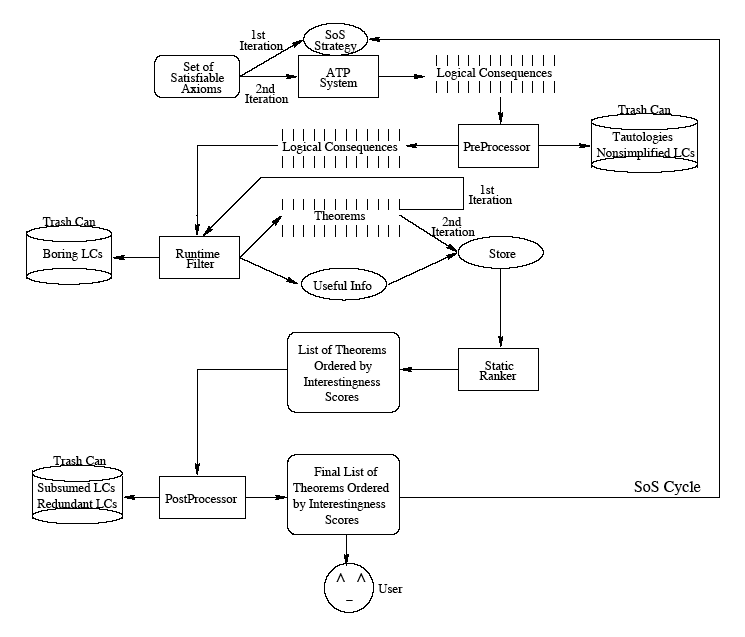 1st
Iteration
SoS
Strategy
Set of
Satisfiable
Axioms
2nd
Iteration
ATP
System
Logical Consequences
Trash Can
Tautologies
Nonsimplified LCs
PreProcessor
Logical Consequences
1st
Iteration
Theorems
2nd
Iteration
Trash Can
Boring LCs
Runtime
Filter
Store
Useful Info
List of Theorems
Ordered by
Interestingness
Scores
Static
Ranker
Trash Can
Subsumed LCs
Redundant LCs
PostProcessor
Final List of
Theorems Ordered
by Interestingness
Scores
SoS Cycle
^ ^
_
User